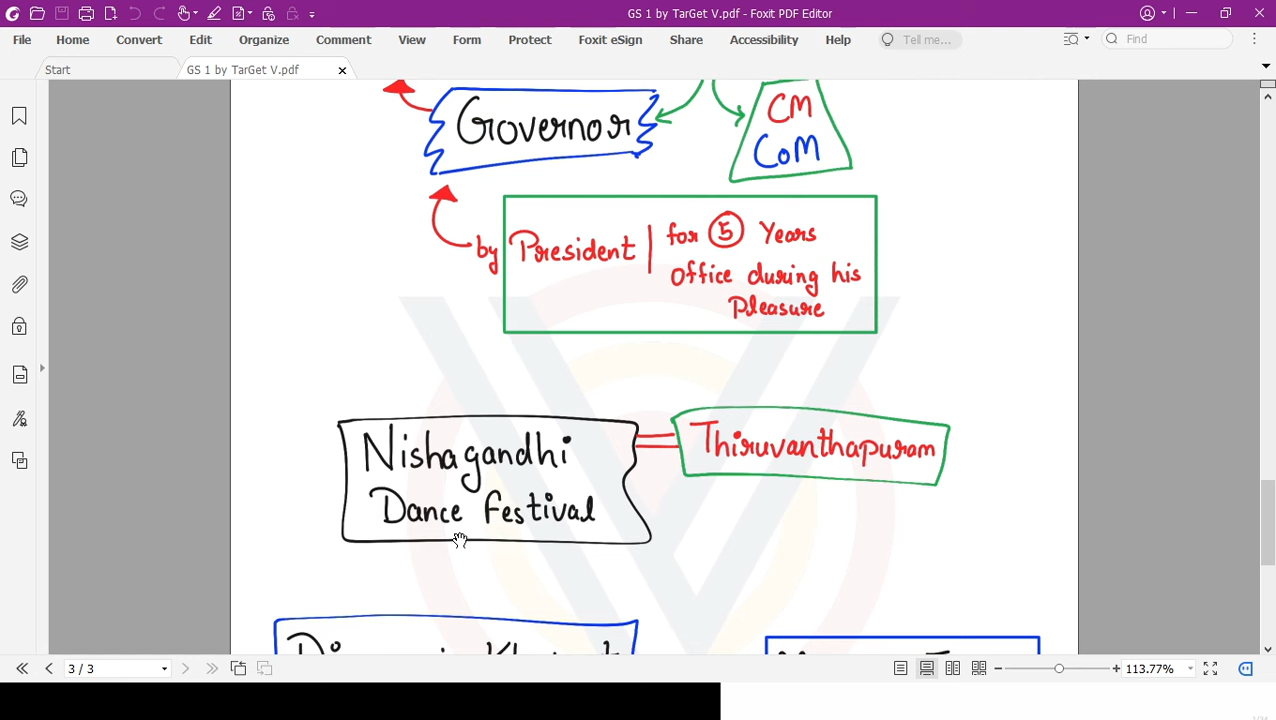 GS 1 by TarGet V.pdf - Foxit PDF Editor
File Home Convert Edit Organize Comment View Form Protect Foxit eSign Share Accessibility Help Tell me... Find
Start GS 1 by TarGet V.pdf
Governor
CM
CoM
by President
for 5 Years
Office during his
Pleasure
Nishagandhi
Dance Festival
Thiruvanthapuram
3 / 3 113.77%